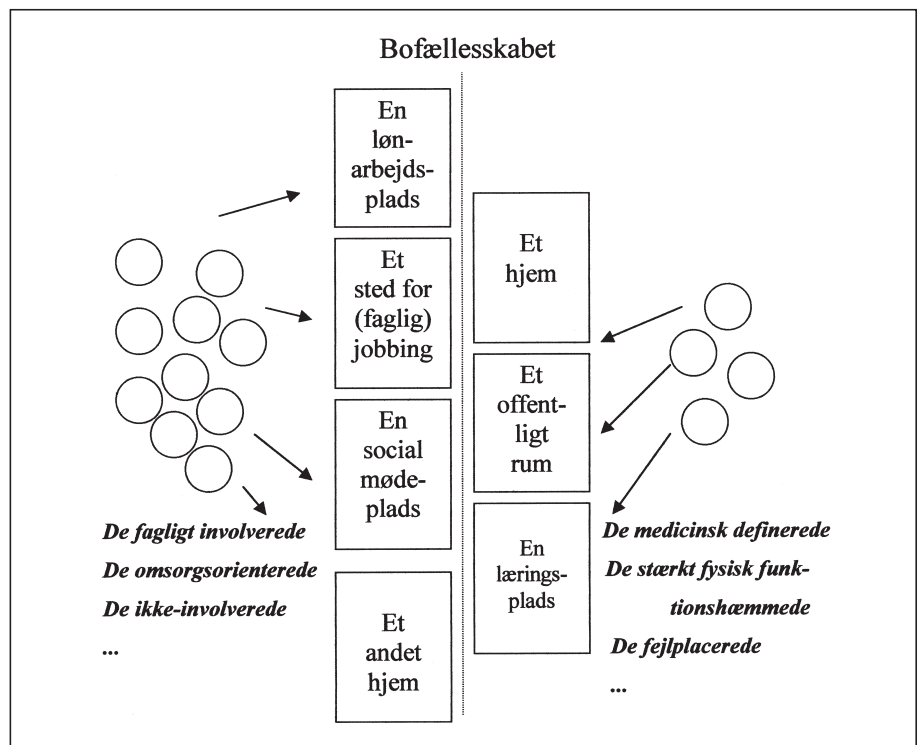 Bofællesskabet
En
løn-
arbejds-
plads
Et
sted for
(faglig)
jobbing
En
social
møde-
plads
Et
andet
hjem
Et
hjem
Et
offent-
ligt
rum
En
lærings-
plads
De fagligt involverede
De omsorgsorienterede
De ikke-involverede
...
De medicinsk definerede
De stærkt fysisk funk-
tionshæmmede
De fejlplacerede
...